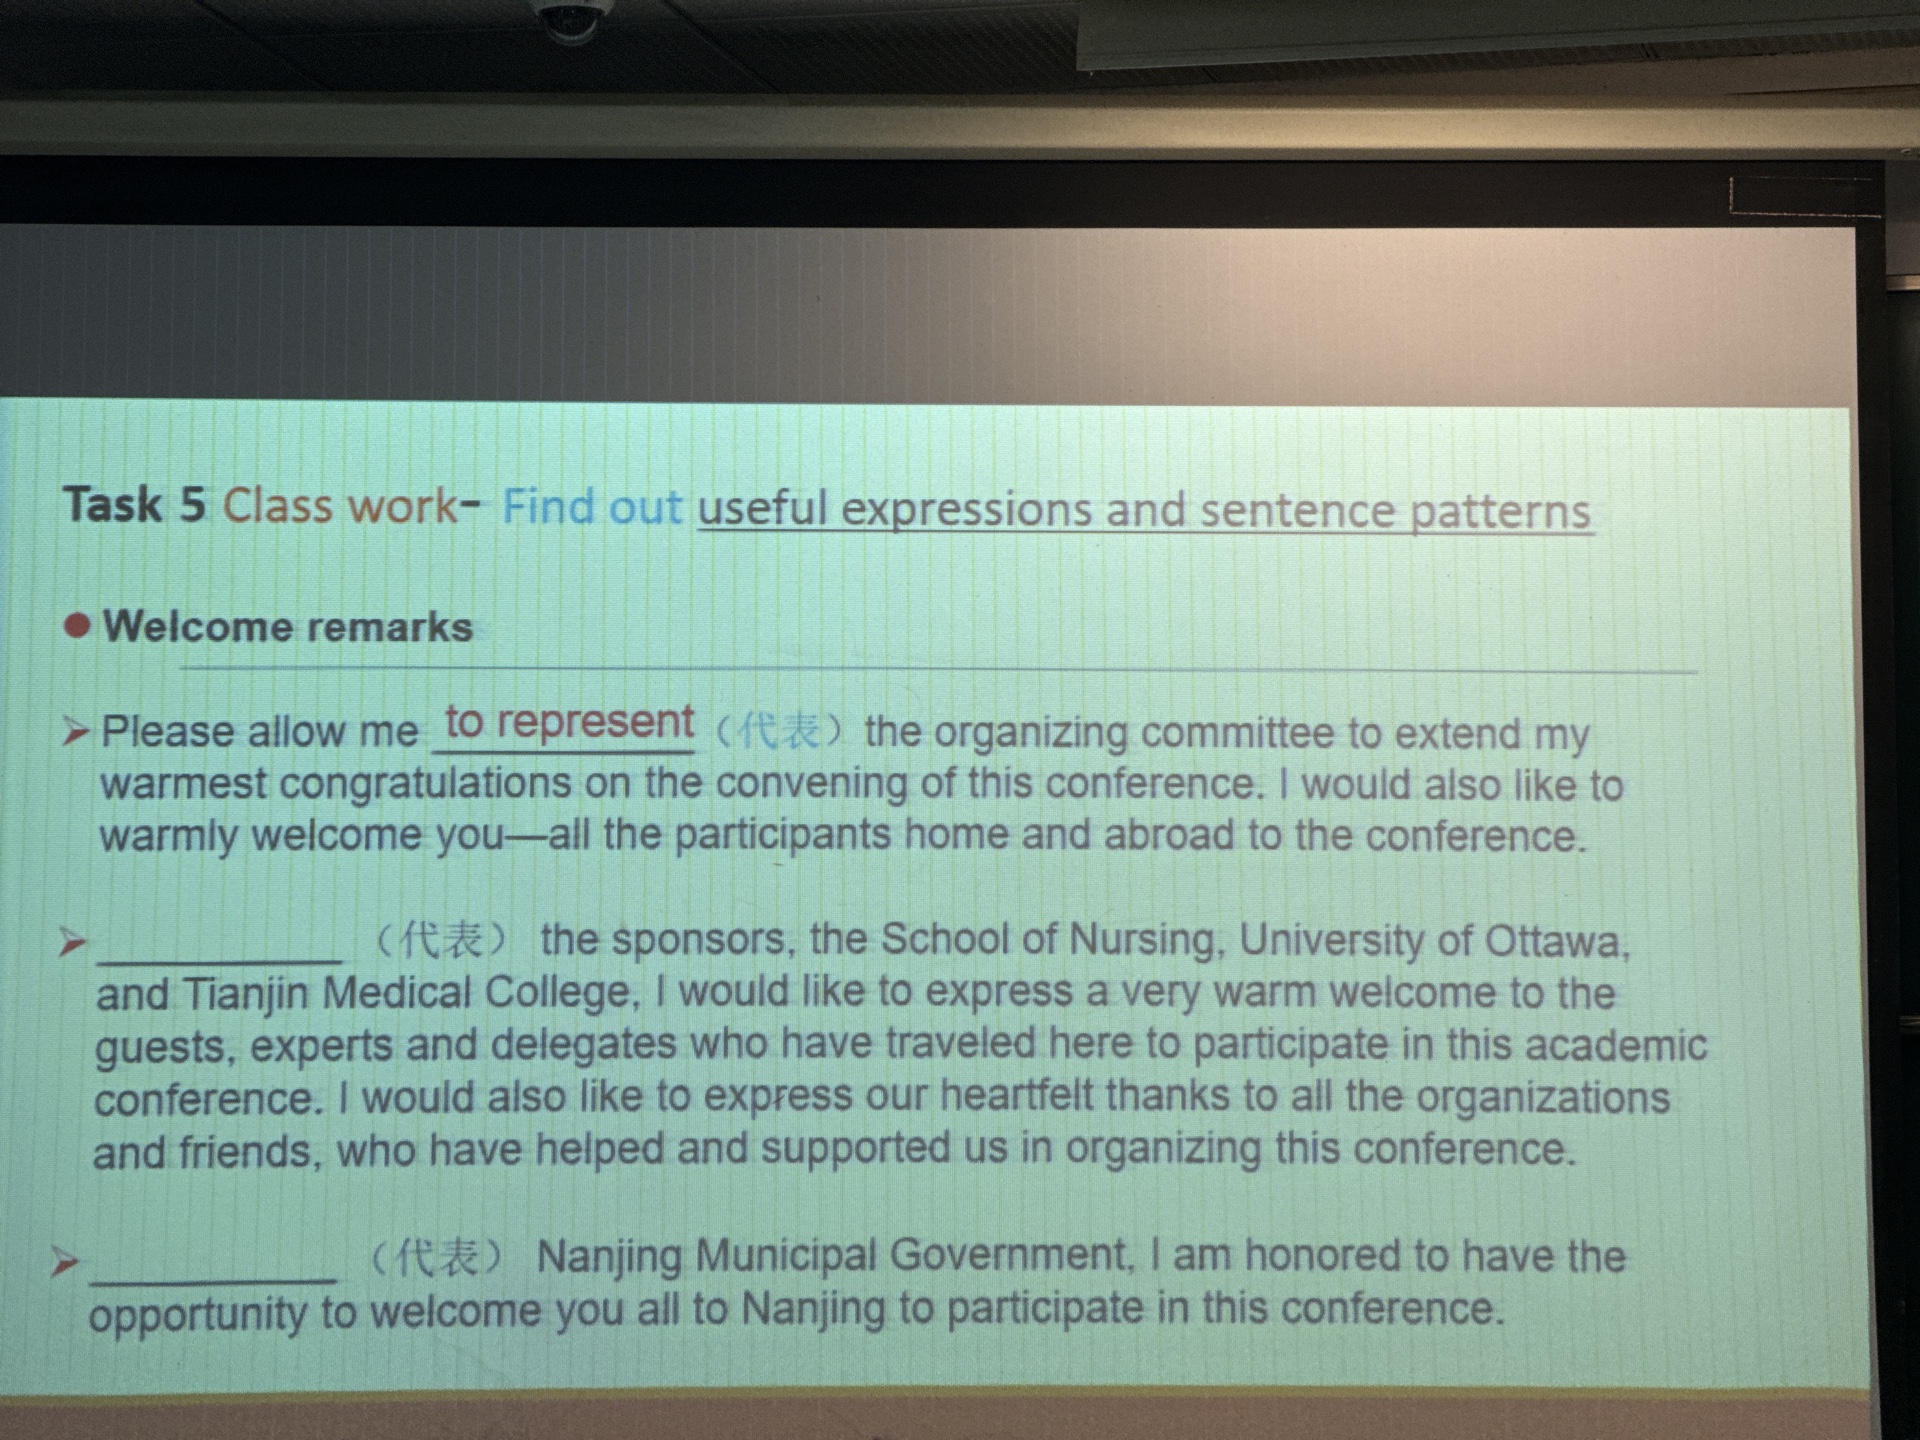 Task 5 Class work- Find out useful expressions and sentence patterns
● Welcome remarks
➢ Please allow me to represent （代表） the organizing committee to extend my
warmest congratulations on the convening of this conference. I would also like to
warmly welcome you—all the participants home and abroad to the conference.
➢ __________ （代表） the sponsors, the School of Nursing, University of Ottawa,
and Tianjin Medical College, I would like to express a very warm welcome to the
guests, experts and delegates who have traveled here to participate in this academic
conference. I would also like to express our heartfelt thanks to all the organizations
and friends, who have helped and supported us in organizing this conference.
➢ __________ （代表） Nanjing Municipal Government, I am honored to have the
opportunity to welcome you all to Nanjing to participate in this conference.